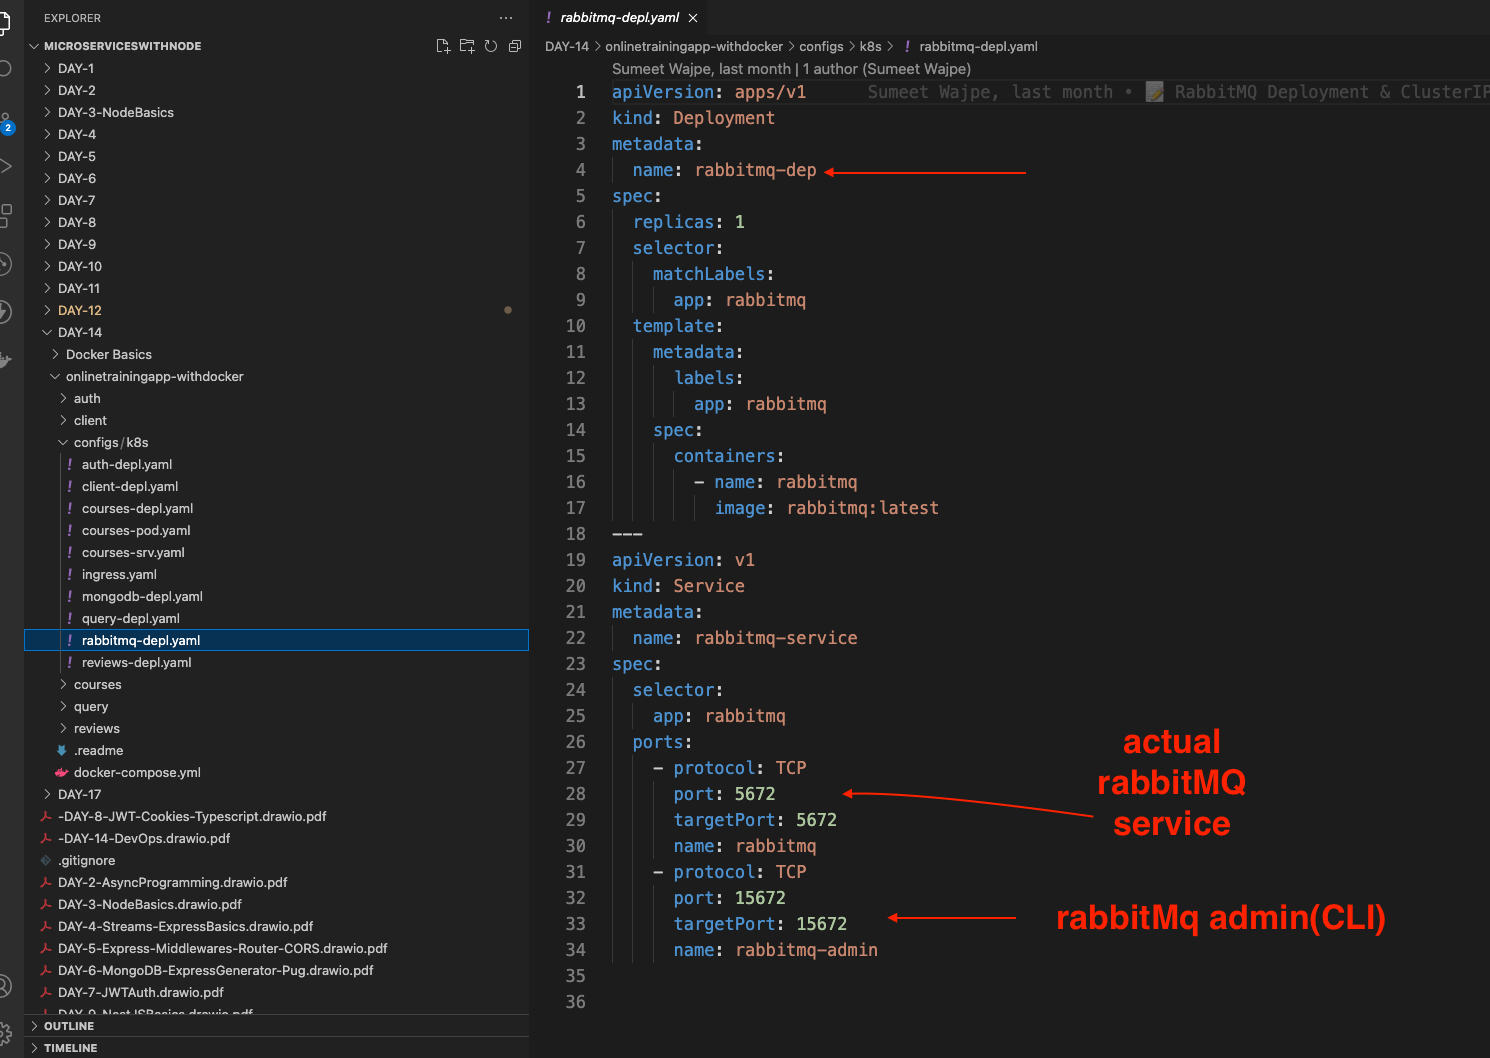 EXPLORER
MICROSERVICESWITHNODE
DAY-1
DAY-2
DAY-3-NodeBasics
DAY-4
DAY-5
DAY-6
DAY-7
DAY-8
DAY-9
DAY-10
DAY-11
DAY-12
DAY-14
Docker Basics
onlinetrainingapp-withdocker
auth
client
configs/k8s
! auth-depl.yaml
! client-depl.yaml
! courses-depl.yaml
! courses-pod.yaml
! courses-srv.yaml
! ingress.yaml
! mongodb-depl.yaml
! query-depl.yaml
! rabbitmq-depl.yaml
! reviews-depl.yaml
courses
query
reviews
.readme
docker-compose.yml
DAY-17
-DAY-8-JWT-Cookies-Typescript.drawio.pdf
-DAY-14-DevOps.drawio.pdf
.gitignore
DAY-2-AsyncProgramming.drawio.pdf
DAY-3-NodeBasics.drawio.pdf
DAY-4-Streams-ExpressBasics.drawio.pdf
DAY-5-Express-Middlewares-Router-CORS.drawio.pdf
DAY-6-MongoDB-ExpressGenerator-Pug.drawio.pdf
DAY-7-JWTAuth.drawio.pdf
DAY-9-NestJSBasics.drawio.pdf
OUTLINE
TIMELINE
2
! rabbitmq-depl.yaml ×
DAY-14 > onlinetrainingapp-withdocker > configs > k8s > ! rabbitmq-depl.yaml
Sumeet Wajpe, last month | 1 author (Sumeet Wajpe)
1 apiVersion: apps/v1 Sumeet Wajpe, last month • 📝 RabbitMQ Deployment & ClusterIP
2 kind: Deployment
3 metadata:
4 name: rabbitmq-dep
5 spec:
6 replicas: 1
7 selector:
8 matchLabels:
9 app: rabbitmq
10 template:
11 metadata:
12 labels:
13 app: rabbitmq
14 spec:
15 containers:
16 - name: rabbitmq
17 image: rabbitmq:latest
18 ---
19 apiVersion: v1
20 kind: Service
21 metadata:
22 name: rabbitmq-service
23 spec:
24 selector:
25 app: rabbitmq
26 ports:
27 - protocol: TCP
28 port: 5672
29 targetPort: 5672
30 name: rabbitmq
31 - protocol: TCP
32 port: 15672
33 targetPort: 15672
34 name: rabbitmq-admin
35
36
actual
rabbitMQ
service
rabbitMq admin(CLI)